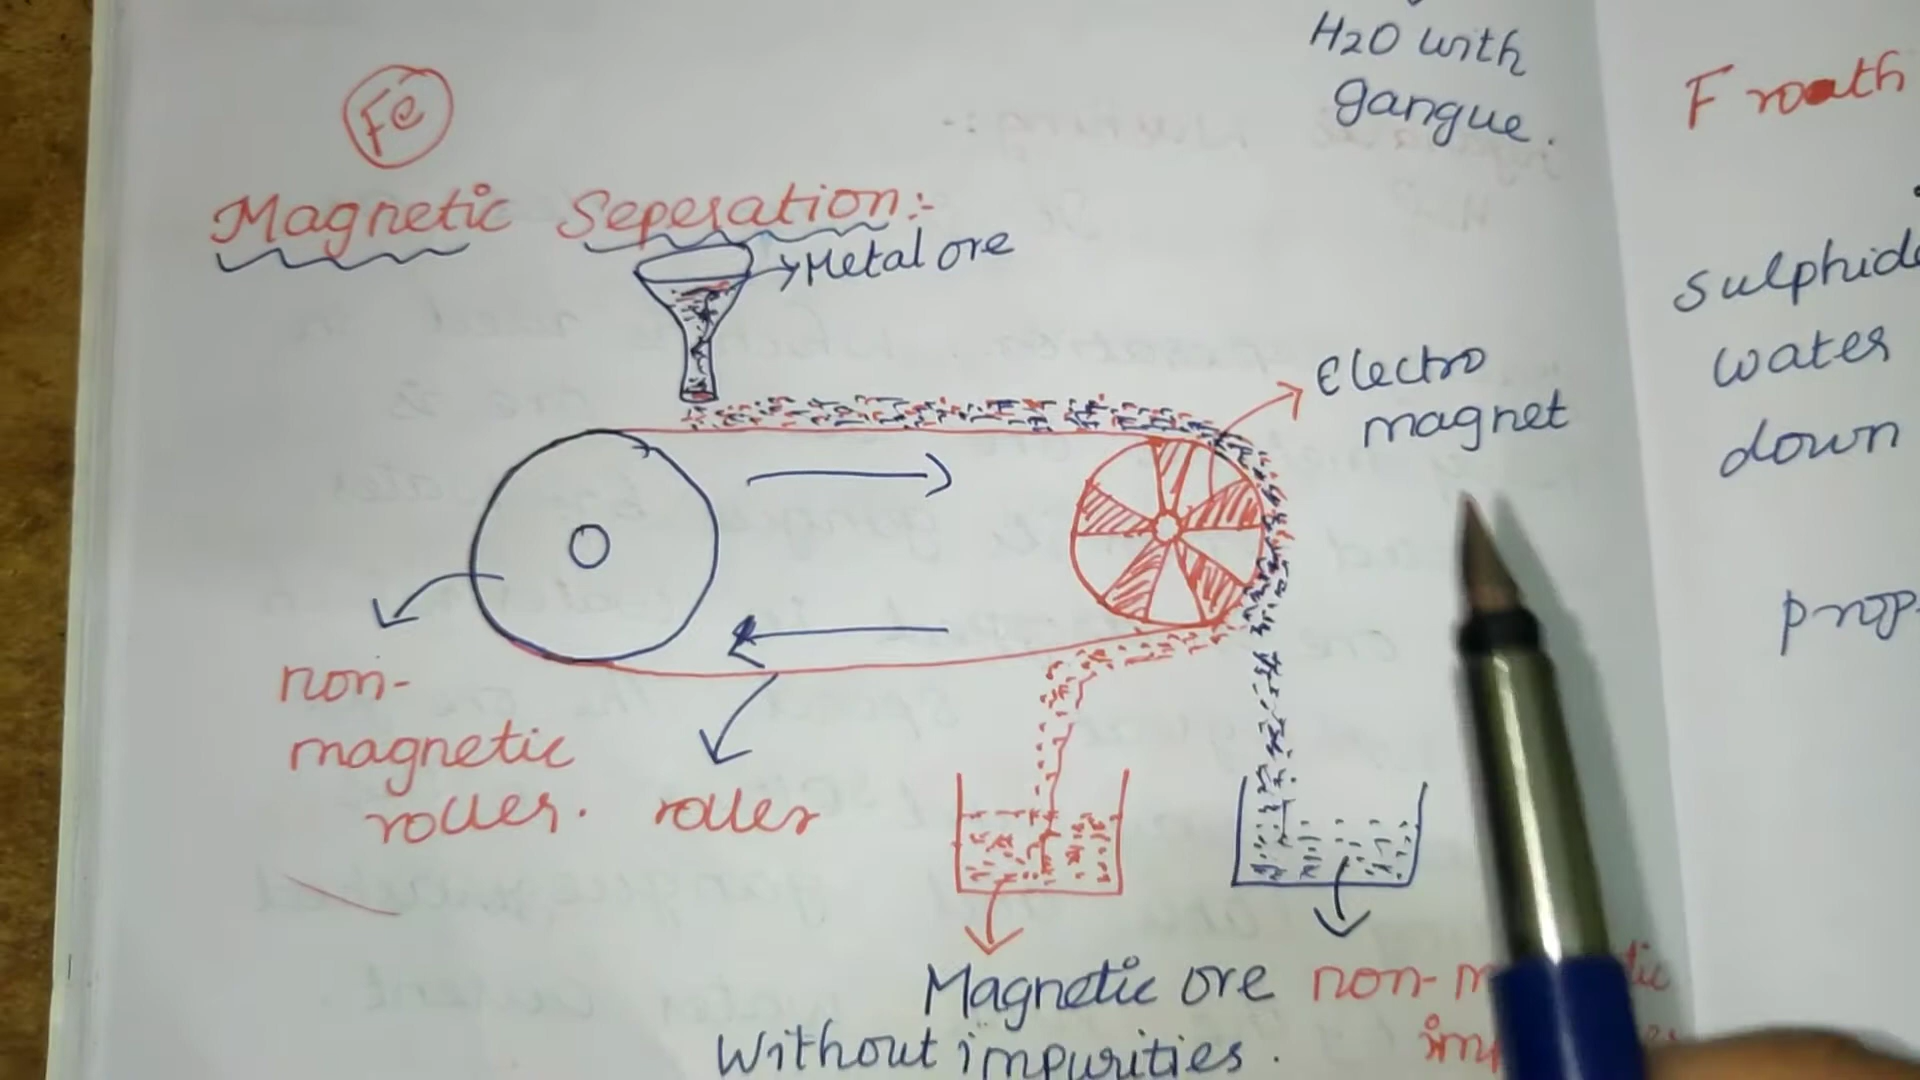 H2O with
gangue.
Froath
Fe
Magnetic Seperation:-
Metal ore
Electro
magnet
sulphide
water
down
non-
magnetic
roller. roller
Magnetic ore non-
without impurities.